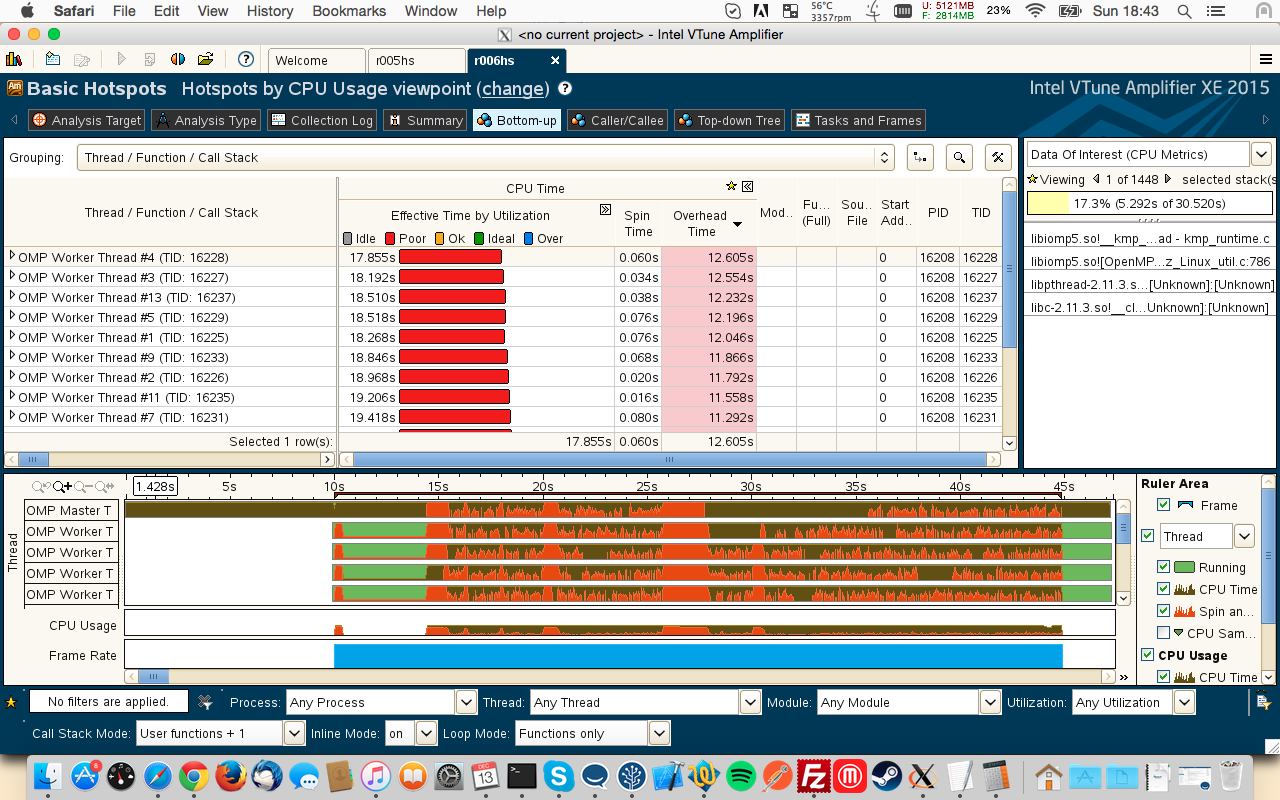 Safari File Edit View History Bookmarks Window Help 56°C 3357rpm U: 5121MB F: 2814MB 23% Sun 18:43
<no current project> - Intel VTune Amplifier
Welcome r005hs r006hs
Basic Hotspots Hotspots by CPU Usage viewpoint (change) Intel VTune Amplifier XE 2015
Analysis Target Analysis Type Collection Log Summary Bottom-up Caller/Callee Top-down Tree Tasks and Frames
Grouping: Thread / Function / Call Stack
Thread / Function / Call Stack
CPU Time
Effective Time by Utilization
Idle Poor Ok Ideal Over
Spin Time
Overhead Time
Mod..
Fu... (Full)
Sou.. File
Start Add..
PID
TID
OMP Worker Thread #4 (TID: 16228) 17.855s 0.060s 12.605s 0 16208 16228
OMP Worker Thread #3 (TID: 16227) 18.192s 0.034s 12.554s 0 16208 16227
OMP Worker Thread #13 (TID: 16237) 18.510s 0.038s 12.232s 0 16208 16237
OMP Worker Thread #5 (TID: 16229) 18.518s 0.076s 12.196s 0 16208 16229
OMP Worker Thread #1 (TID: 16225) 18.268s 0.076s 12.046s 0 16208 16225
OMP Worker Thread #9 (TID: 16233) 18.846s 0.068s 11.866s 0 16208 16233
OMP Worker Thread #2 (TID: 16226) 18.968s 0.020s 11.792s 0 16208 16226
OMP Worker Thread #11 (TID: 16235) 19.206s 0.016s 11.558s 0 16208 16235
OMP Worker Thread #7 (TID: 16231) 19.418s 0.080s 11.292s 0 16208 16231
Selected 1 row(s): 17.855s 0.060s 12.605s
Data Of Interest (CPU Metrics)
Viewing 1 of 1448 selected stack(s
17.3% (5.292s of 30.520s)
libiomp5.so!__kmp_...ad - kmp_runtime.c
libiomp5.so![OpenMP...z_Linux_util.c:786
libpthread-2.11.3.s...[Unknown]:[Unknown]
libc-2.11.3.so!__cl...Unknown]:[Unknown]
1.428s 5s 10s 15s 20s 25s 30s 35s 40s 45s
Thread
OMP Master T
OMP Worker T
OMP Worker T
OMP Worker T
OMP Worker T
CPU Usage
Frame Rate
Ruler Area
Frame
Thread
Running
CPU Time
Spin an...
CPU Sam...
CPU Usage
CPU Time
No filters are applied. Process: Any Process Thread: Any Thread Module: Any Module Utilization: Any Utilization
Call Stack Mode: User functions + 1 Inline Mode: on Loop Mode: Functions only
8
DEC
13